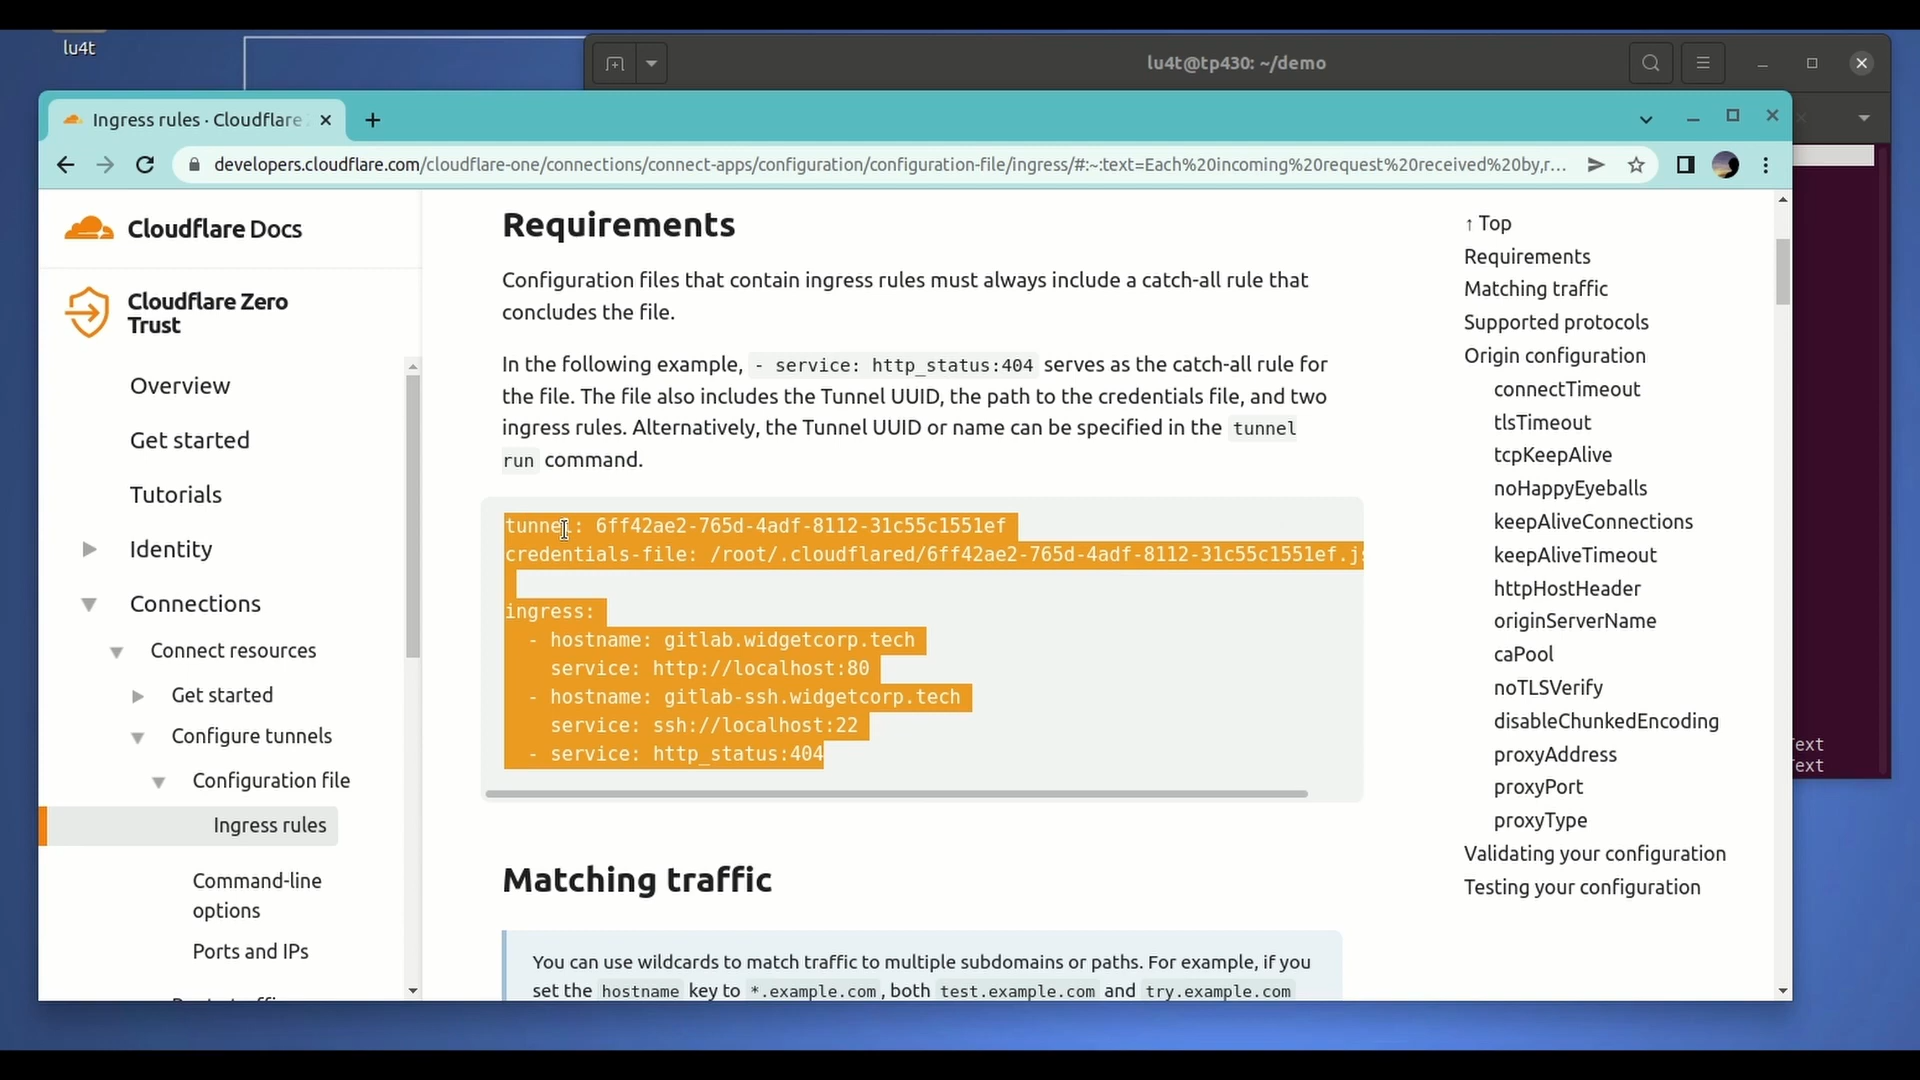 lu4t
lu4t@tp430: ~/demo
Ingress rules · Cloudflare
developers.cloudflare.com/cloudflare-one/connections/connect-apps/configuration/configuration-file/ingress/#:~:text=Each%20incoming%20request%20received%20by,r…
Cloudflare Docs
Cloudflare Zero
Trust
Overview
Get started
Tutorials
Identity
Connections
Connect resources
Get started
Configure tunnels
Configuration file
Ingress rules
Command-line
options
Ports and IPs
Requirements
Configuration files that contain ingress rules must always include a catch-all rule that
concludes the file.
In the following example, - service: http_status:404 serves as the catch-all rule for
the file. The file also includes the Tunnel UUID, the path to the credentials file, and two
ingress rules. Alternatively, the Tunnel UUID or name can be specified in the tunnel
run command.
tunnel: 6ff42ae2-765d-4adf-8112-31c55c1551ef
credentials-file: /root/.cloudflared/6ff42ae2-765d-4adf-8112-31c55c1551ef.js
ingress:
- hostname: gitlab.widgetcorp.tech
service: http://localhost:80
- hostname: gitlab-ssh.widgetcorp.tech
service: ssh://localhost:22
- service: http_status:404
Matching traffic
You can use wildcards to match traffic to multiple subdomains or paths. For example, if you
set the hostname key to *.example.com, both test.example.com and try.example.com
↑ Top
Requirements
Matching traffic
Supported protocols
Origin configuration
connectTimeout
tlsTimeout
tcpKeepAlive
noHappyEyeballs
keepAliveConnections
keepAliveTimeout
httpHostHeader
originServerName
caPool
noTLSVerify
disableChunkedEncoding
proxyAddress
proxyPort
proxyType
Validating your configuration
Testing your configuration
Text
Text